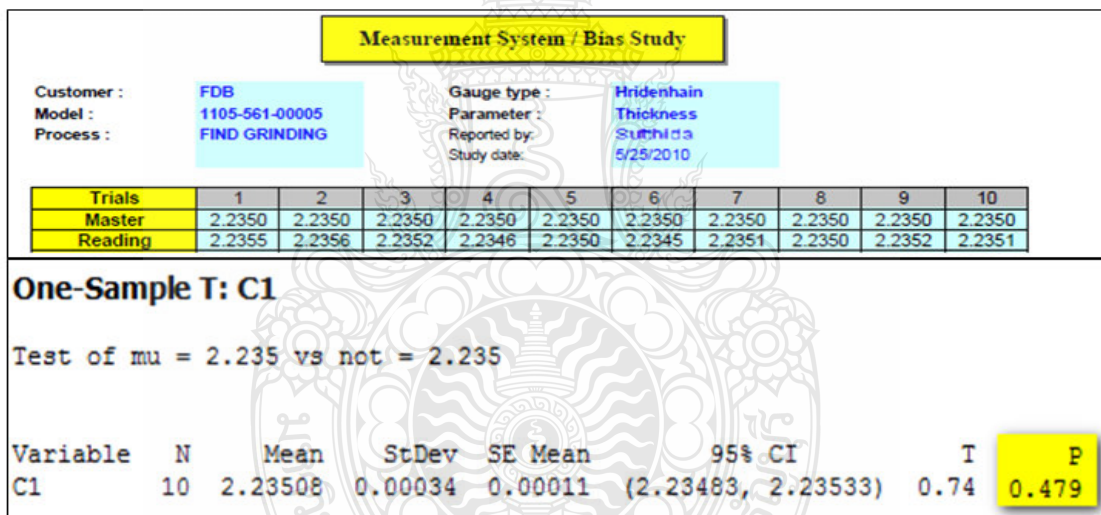 Measurement System / Bias Study
Customer : FDB Gauge type : Hridenhain
Model : 1105-561-00005 Parameter : Thickness
Process : FIND GRINDING Reported by: Sutthida
Study date: 5/25/2010
Trials 1 2 3 4 5 6 7 8 9 10
Master 2.2350 2.2350 2.2350 2.2350 2.2350 2.2350 2.2350 2.2350 2.2350 2.2350
Reading 2.2355 2.2356 2.2352 2.2346 2.2350 2.2345 2.2351 2.2350 2.2352 2.2351
One-Sample T: C1
Test of mu = 2.235 vs not = 2.235
Variable N Mean StDev SE Mean 95% CI T P
C1 10 2.23508 0.00034 0.00011 (2.23483, 2.23533) 0.74 0.479